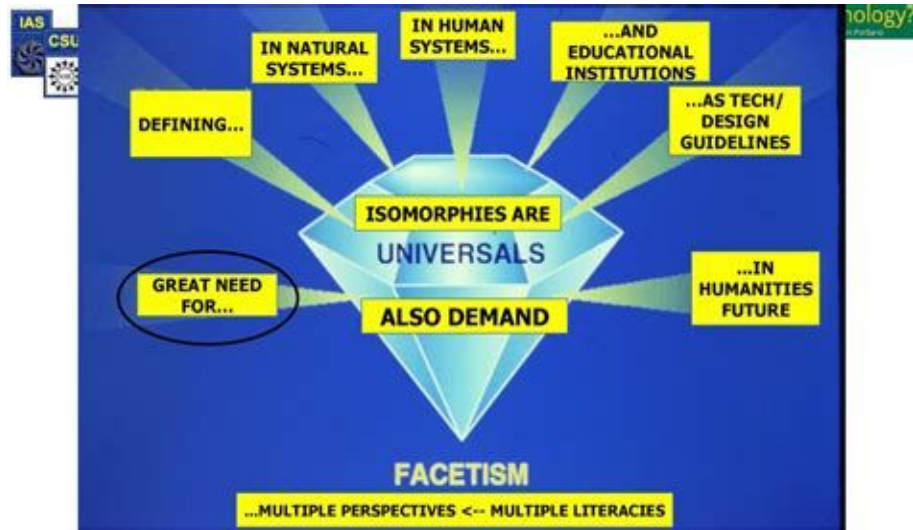 IAS
CSU
nology?
IN NATURAL
SYSTEMS...
IN HUMAN
SYSTEMS...
...AND
EDUCATIONAL
INSTITUTIONS
DEFINING...
...AS TECH/
DESIGN
GUIDELINES
ISOMORPHIES ARE
UNIVERSALS
GREAT NEED
FOR...
ALSO DEMAND
...IN
HUMANITIES
FUTURE
FACETISM
...MULTIPLE PERSPECTIVES <-- MULTIPLE LITERACIES